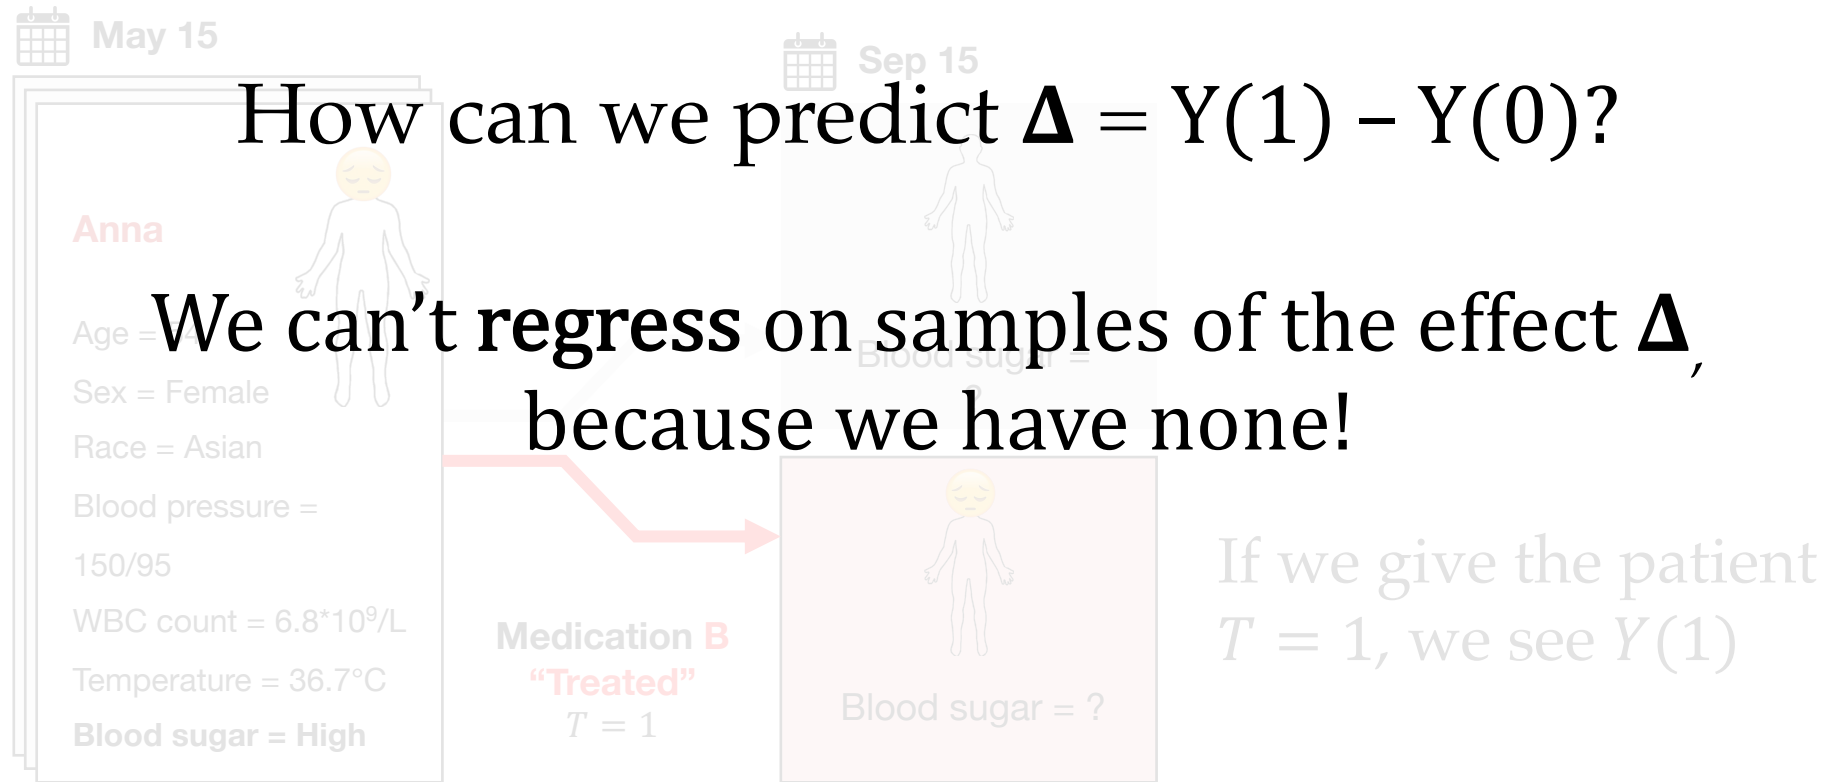 May 15
Sep 15
How can we predict Δ = Y(1) – Y(0)?
Anna
We can't regress on samples of the effect Δ,
because we have none!
Age =
Sex = Female
Race = Asian
Blood pressure =
150/95
WBC count = 6.8*10⁹/L
Temperature = 36.7°C
Blood sugar = High
Blood sugar =
?
Medication B
“Treated”
T = 1
Blood sugar = ?
If we give the patient
T = 1, we see Y(1)